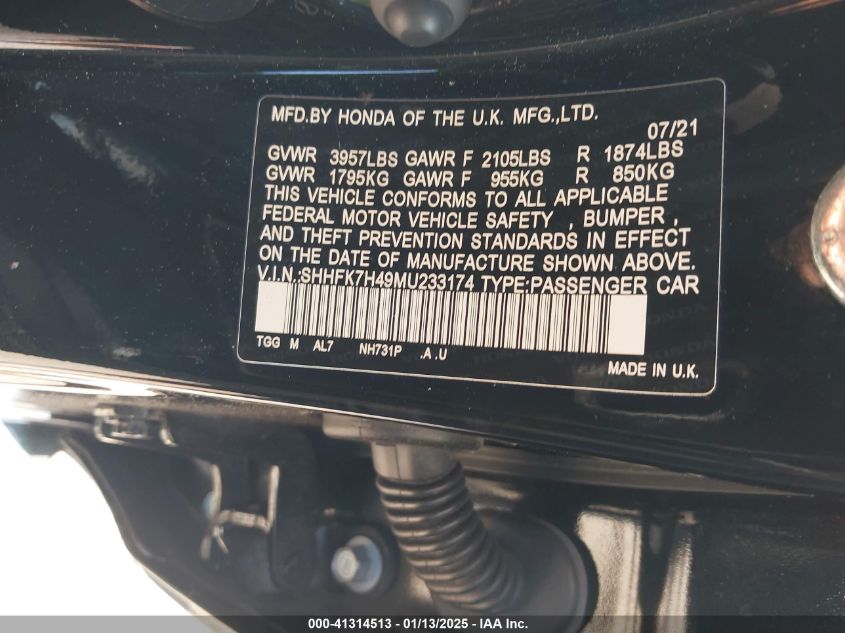 MFD.BY HONDA OF THE U.K. MFG.,LTD.
07/21
GVWR 3957LBS GAWR F 2105LBS R 1874LBS
GVWR 1795KG GAWR F 955KG R 850KG
THIS VEHICLE CONFORMS TO ALL APPLICABLE
FEDERAL MOTOR VEHICLE SAFETY , BUMPER ,
AND THEFT PREVENTION STANDARDS IN EFFECT
ON THE DATE OF MANUFACTURE SHOWN ABOVE.
V.I.N.:SHHFK7H49MU233174 TYPE:PASSENGER CAR
TGG M AL7 NH731P .A .U
MADE IN U.K.
000-41314513 - 01/13/2025 - IAA Inc.